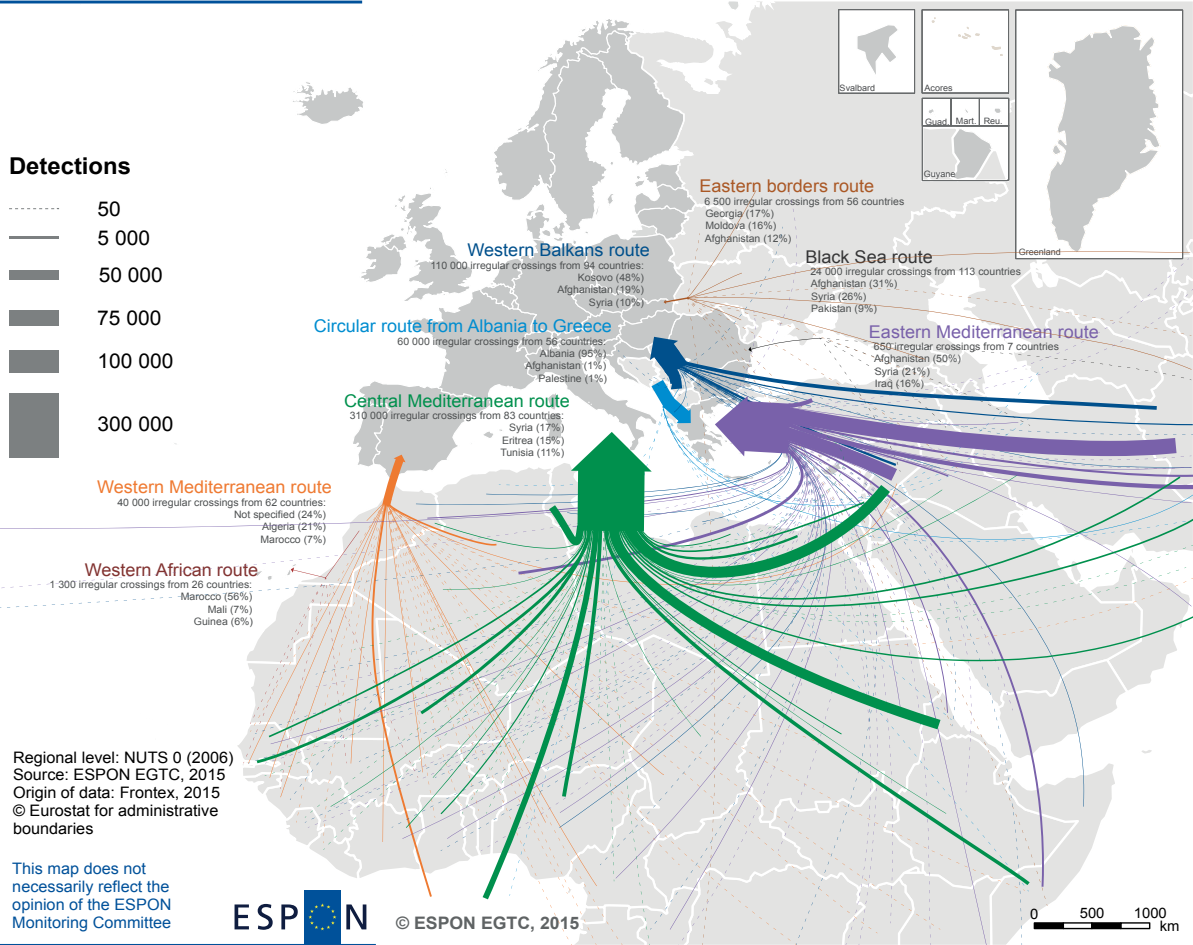 Svalbard
Acores
Guad.
Mart.
Reu.
Guyane
Greenland
Detections
50
5 000
50 000
75 000
100 000
300 000
Eastern borders route
6 500 irregular crossings from 56 countries
Georgia (17%)
Moldova (16%)
Afghanistan (12%)
Western Balkans route
110 000 irregular crossings from 94 countries:
Kosovo (48%)
Afghanistan (19%)
Syria (10%)
Black Sea route
24 000 irregular crossings from 113 countries
Afghanistan (31%)
Syria (26%)
Pakistan (9%)
Circular route from Albania to Greece
60 000 irregular crossings from 56 countries:
Albania (95%)
Afghanistan (1%)
Palestine (1%)
Eastern Mediterranean route
650 irregular crossings from 7 countries
Afghanistan (50%)
Syria (21%)
Iraq (16%)
Central Mediterranean route
310 000 irregular crossings from 83 countries:
Syria (17%)
Eritrea (15%)
Tunisia (11%)
Western Mediterranean route
40 000 irregular crossings from 62 countries:
Not specified (24%)
Algeria (21%)
Marocco (7%)
Western African route
1 300 irregular crossings from 26 countries:
Marocco (56%)
Mali (7%)
Guinea (6%)
Regional level: NUTS 0 (2006)
Source: ESPON EGTC, 2015
Origin of data: Frontex, 2015
© Eurostat for administrative
boundaries
This map does not
necessarily reflect the
opinion of the ESPON
Monitoring Committee
ESPON
© ESPON EGTC, 2015
0 500 1000
km